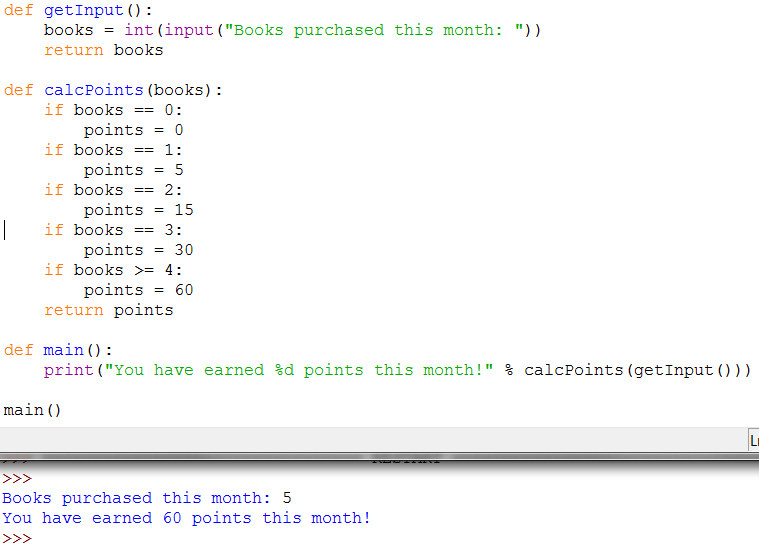 def getInput():
    books = int(input("Books purchased this month: "))
    return books

def calcPoints(books):
    if books == 0:
        points = 0
    if books == 1:
        points = 5
    if books == 2:
        points = 15
    if books == 3:
        points = 30
    if books >= 4:
        points = 60
    return points

def main():
    print("You have earned %d points this month!" % calcPoints(getInput()))

main()
>>>
Books purchased this month: 5
You have earned 60 points this month!
>>>